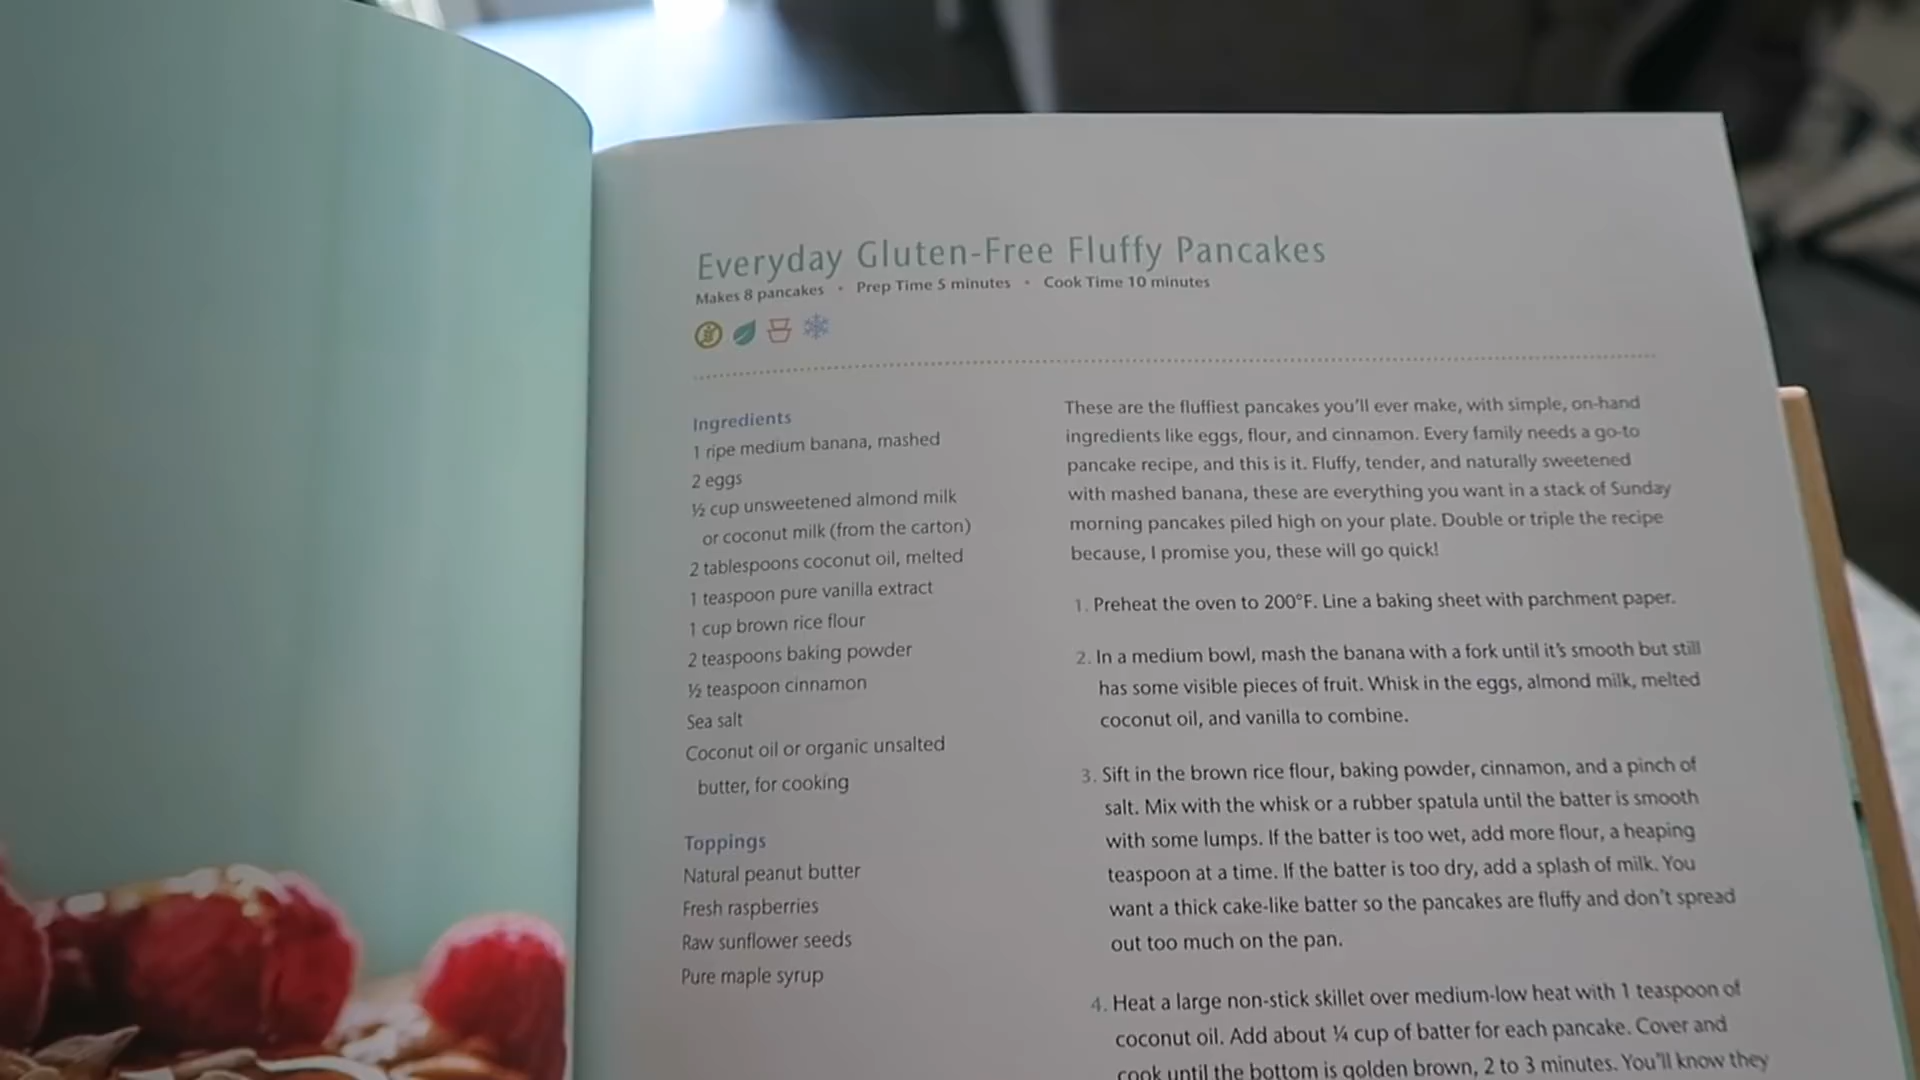 Everyday Gluten-Free Fluffy Pancakes
Makes 8 pancakes • Prep Time 5 minutes • Cook Time 10 minutes
Ingredients
1 ripe medium banana, mashed
2 eggs
½ cup unsweetened almond milk
or coconut milk (from the carton)
2 tablespoons coconut oil, melted
1 teaspoon pure vanilla extract
1 cup brown rice flour
2 teaspoons baking powder
½ teaspoon cinnamon
Sea salt
Coconut oil or organic unsalted
butter, for cooking
Toppings
Natural peanut butter
Fresh raspberries
Raw sunflower seeds
Pure maple syrup
These are the fluffiest pancakes you'll ever make, with simple, on-hand
ingredients like eggs, flour, and cinnamon. Every family needs a go-to
pancake recipe, and this is it. Fluffy, tender, and naturally sweetened
with mashed banana, these are everything you want in a stack of Sunday
morning pancakes piled high on your plate. Double or triple the recipe
because, I promise you, these will go quick!
1. Preheat the oven to 200°F. Line a baking sheet with parchment paper.
2. In a medium bowl, mash the banana with a fork until it's smooth but still
has some visible pieces of fruit. Whisk in the eggs, almond milk, melted
coconut oil, and vanilla to combine.
3. Sift in the brown rice flour, baking powder, cinnamon, and a pinch of
salt. Mix with the whisk or a rubber spatula until the batter is smooth
with some lumps. If the batter is too wet, add more flour, a heaping
teaspoon at a time. If the batter is too dry, add a splash of milk. You
want a thick cake-like batter so the pancakes are fluffy and don't spread
out too much on the pan.
4. Heat a large non-stick skillet over medium-low heat with 1 teaspoon of
coconut oil. Add about ¼ cup of batter for each pancake. Cover and
cook until the bottom is golden brown, 2 to 3 minutes. You'll know they